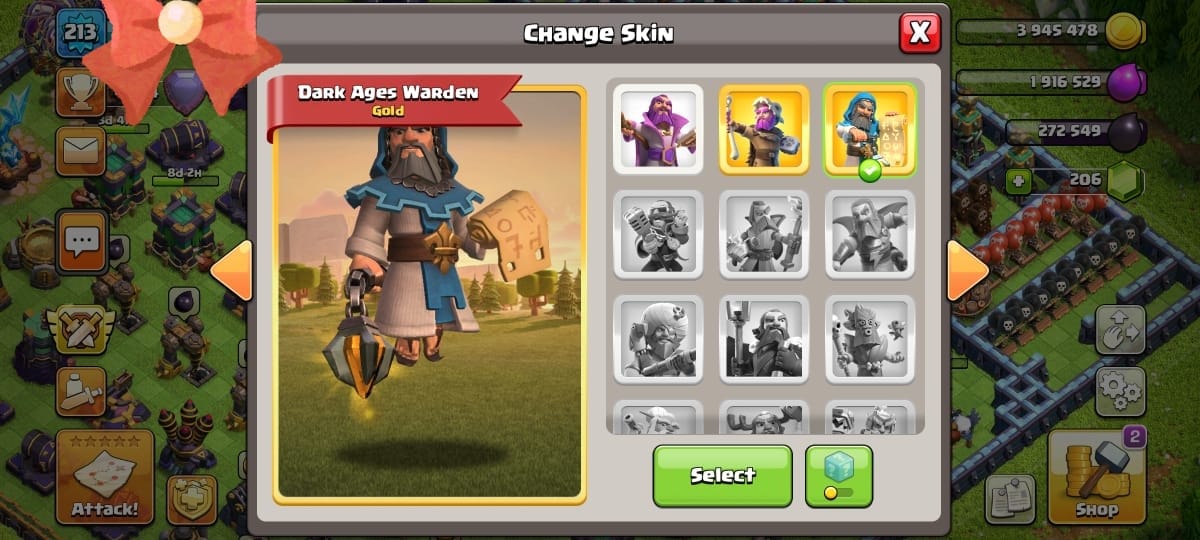 213
Change Skin
X
3 945 478
Dark Ages Warden
Gold
1 916 529
272 549
8d 2H
206
Select
Attack!
2
Shop